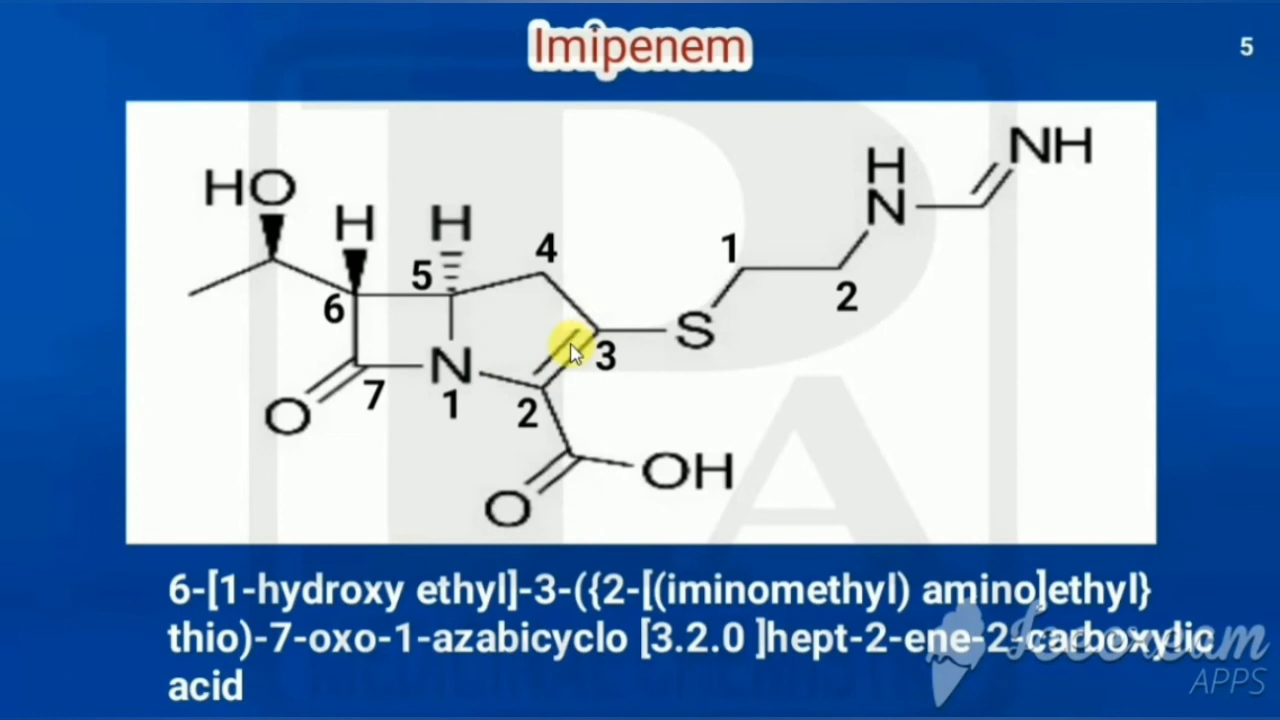 Imipenem
5
HO
H
H
5
4
6
1
2
H
N
NH
S
3
N
1
2
7
O
OH
O
6-[1-hydroxy ethyl]-3-({2-[(iminomethyl) amino]ethyl}
thio)-7-oxo-1-azabicyclo [3.2.0 ]hept-2-ene-2-carboxylic
acid
Icecream
APPS